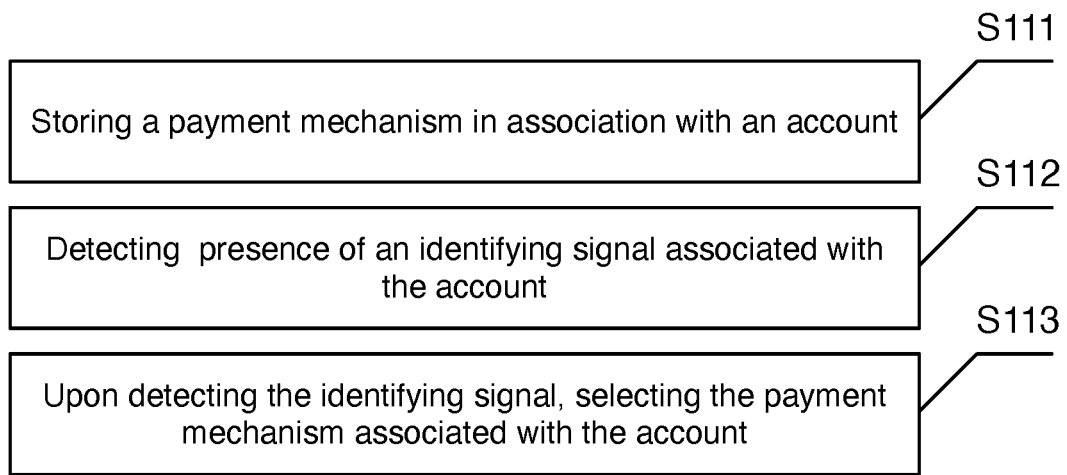 S111
Storing a payment mechanism in association with an account
S112
Detecting  presence of an identifying signal associated with
the account
S113
Upon detecting the identifying signal, selecting the payment
mechanism associated with the account